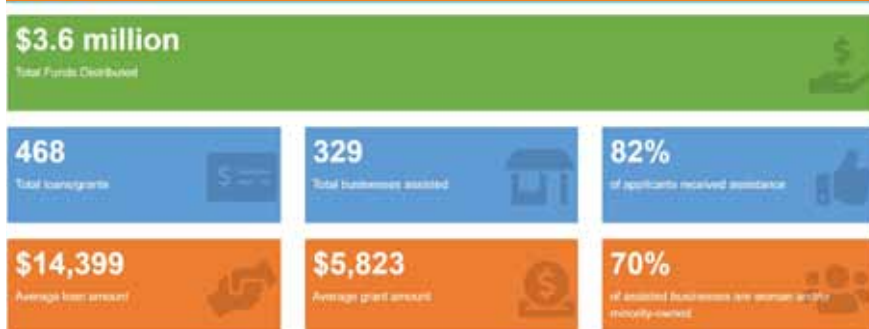 $3.6 million
Total Funds Distributed
468
Total loans/grants
329
Total businesses assisted
82%
of applicants received assistance
$14,399
Average loan amount
$5,823
Average grant amount
70%
of assisted businesses are woman and/or
minority-owned